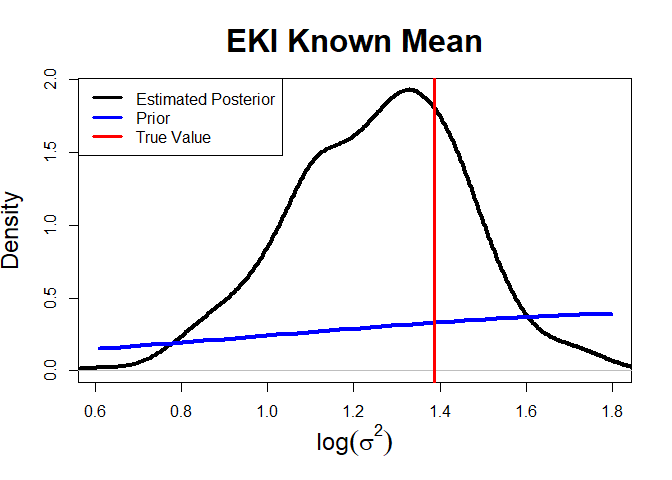 EKI Known Mean
Estimated Posterior
Prior
True Value
Density
2.0
1.5
1.0
0.5
0.0
0.6 0.8 1.0 1.2 1.4 1.6 1.8
log(σ²)